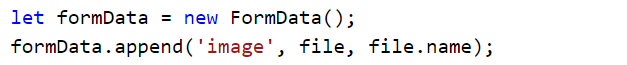 let formData = new FormData();
formData.append('image', file, file.name);